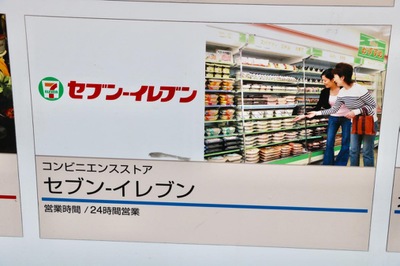 7
セブン-イレブン
コンビニエンスストア
セブン-イレブン
営業時間 / 24時間営業